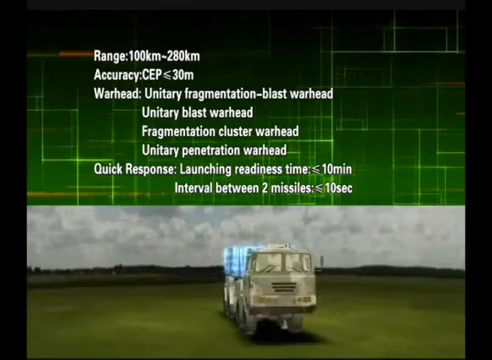 Range:100km~280km
Accuracy:CEP≤30m
Warhead: Unitary fragmentation-blast warhead
Unitary blast warhead
Fragmentation cluster warhead
Unitary penetration warhead
Quick Response: Launching readiness time:≤10min
Interval between 2 missiles:≤10sec